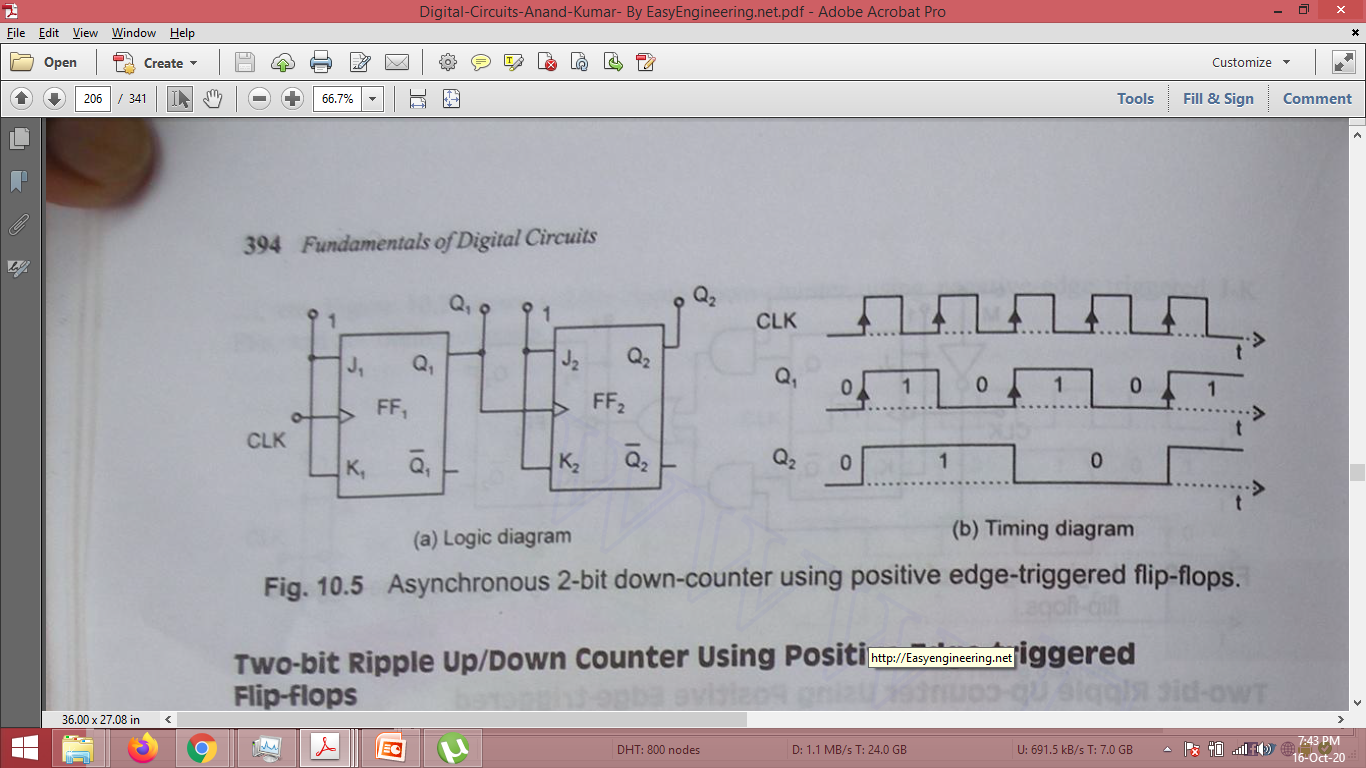 Digital-Circuits-Anand-Kumar- By EasyEngineering.net.pdf - Adobe Acrobat Pro
File Edit View Window Help
Open Create Customize
206 / 341 66.7% Tools Fill & Sign Comment
394 Fundamentals of Digital Circuits
1 Q₁ 1 Q₂
J₁ Q₁ J₂ Q₂
FF₁ FF₂
CLK
K₁ Q̅₁ K₂ Q̅₂
(a) Logic diagram
CLK
t
Q₁ 0 1 0 1 0 1
t
Q₂ 0 1 0
t
(b) Timing diagram
Fig. 10.5 Asynchronous 2-bit down-counter using positive edge-triggered flip-flops.
Two-bit Ripple Up/Down Counter Using Positi riggered
http://Easyengineering.net
Flip-flops
36.00 x 27.08 in
DHT: 800 nodes D: 1.1 MB/s T: 24.0 GB U: 691.5 kB/s T: 7.0 GB
7:43 PM
16-Oct-20